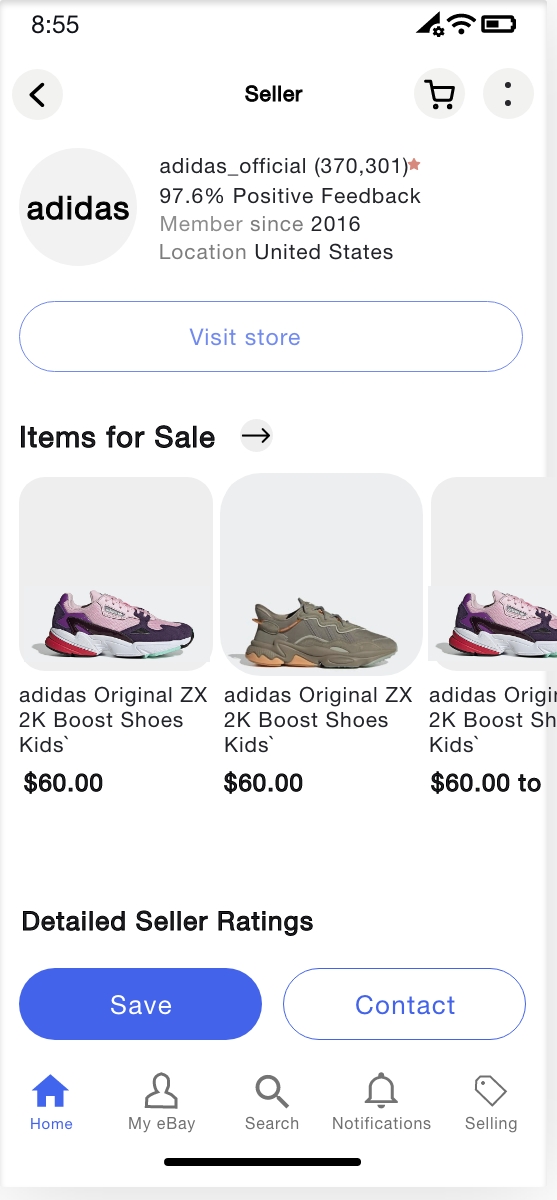 8:55
Seller
adidas
adidas_official (370,301)
97.6% Positive Feedback
Member since 2016
Location United States
Visit store
Items for Sale
adidas Original ZX
2K Boost Shoes
Kids`
$60.00
adidas Original ZX
2K Boost Shoes
Kids`
$60.00
adidas Origin
2K Boost Sh
Kids`
$60.00 to
Detailed Seller Ratings
Save
Contact
Home
My eBay
Search
Notifications
Selling